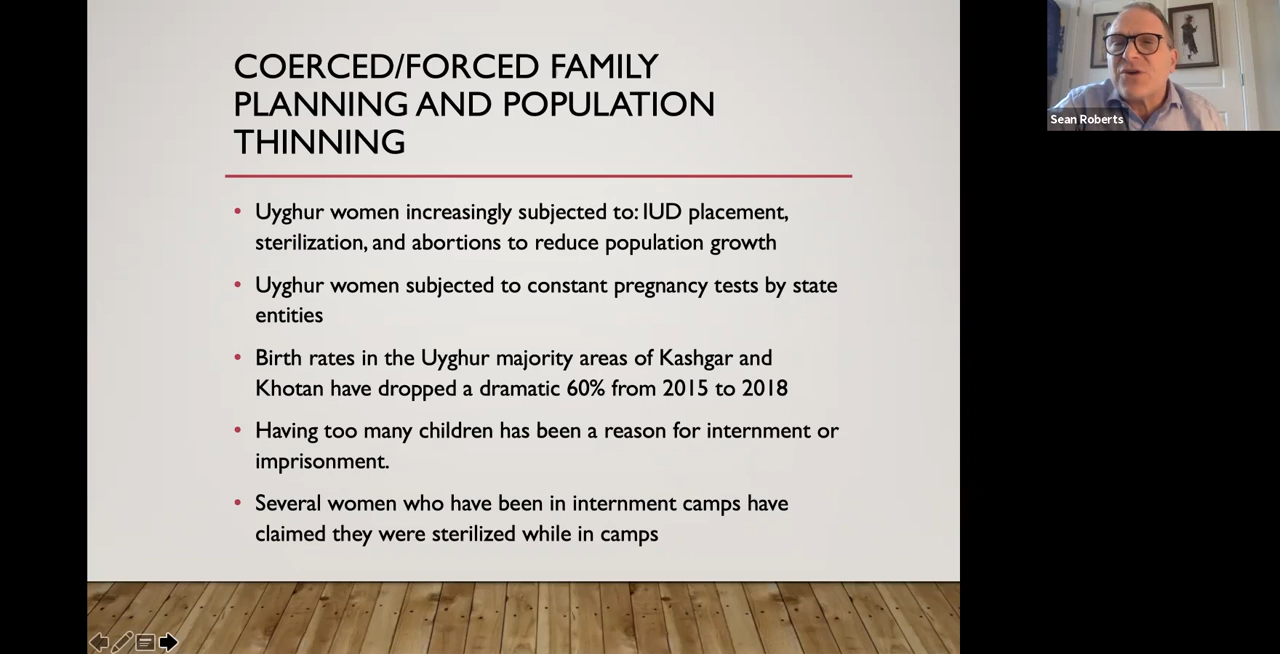 COERCED/FORCED FAMILY
PLANNING AND POPULATION
THINNING
• Uyghur women increasingly subjected to: IUD placement,
sterilization, and abortions to reduce population growth
• Uyghur women subjected to constant pregnancy tests by state
entities
• Birth rates in the Uyghur majority areas of Kashgar and
Khotan have dropped a dramatic 60% from 2015 to 2018
• Having too many children has been a reason for internment or
imprisonment.
• Several women who have been in internment camps have
claimed they were sterilized while in camps
Sean Roberts